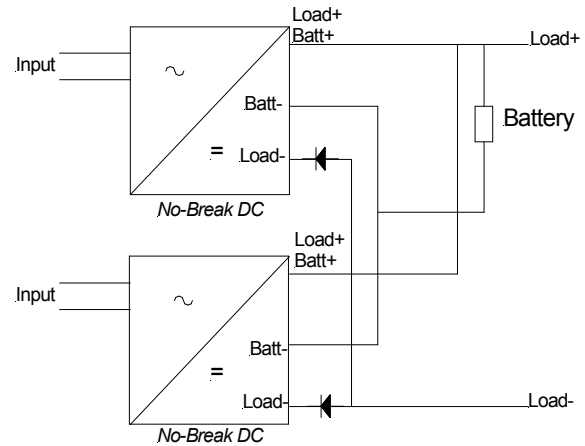 Load+
Batt+
Load+
Input
Batt-
Battery
=
Load-
No-Break DC
Load+
Batt+
Input
Batt-
=
Load-
Load-
No-Break DC